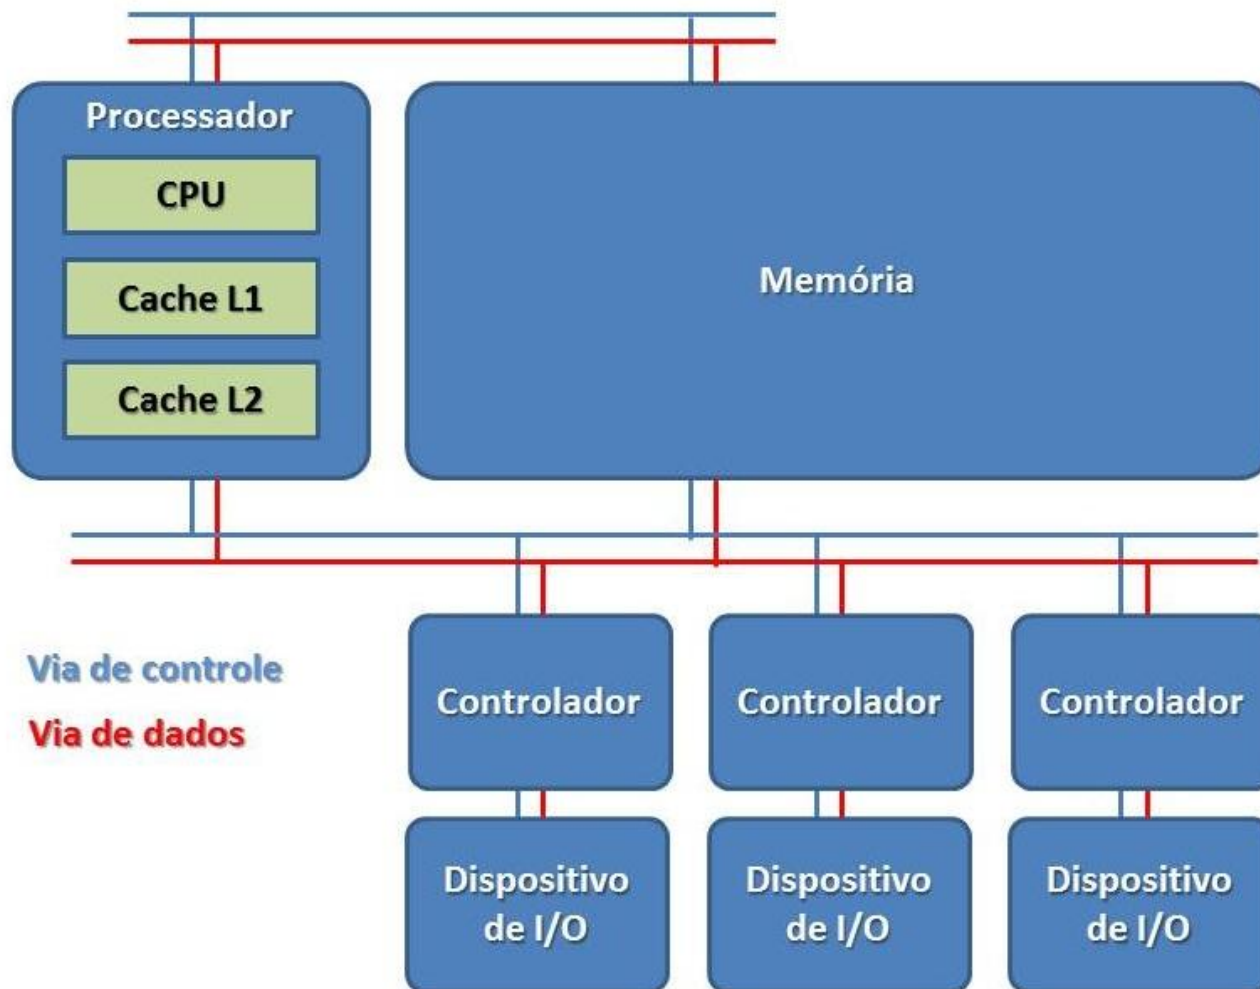 Processador
CPU
Cache L1
Cache L2
Memória
Via de controle
Via de dados
Controlador
Controlador
Controlador
Dispositivo
de I/O
Dispositivo
de I/O
Dispositivo
de I/O